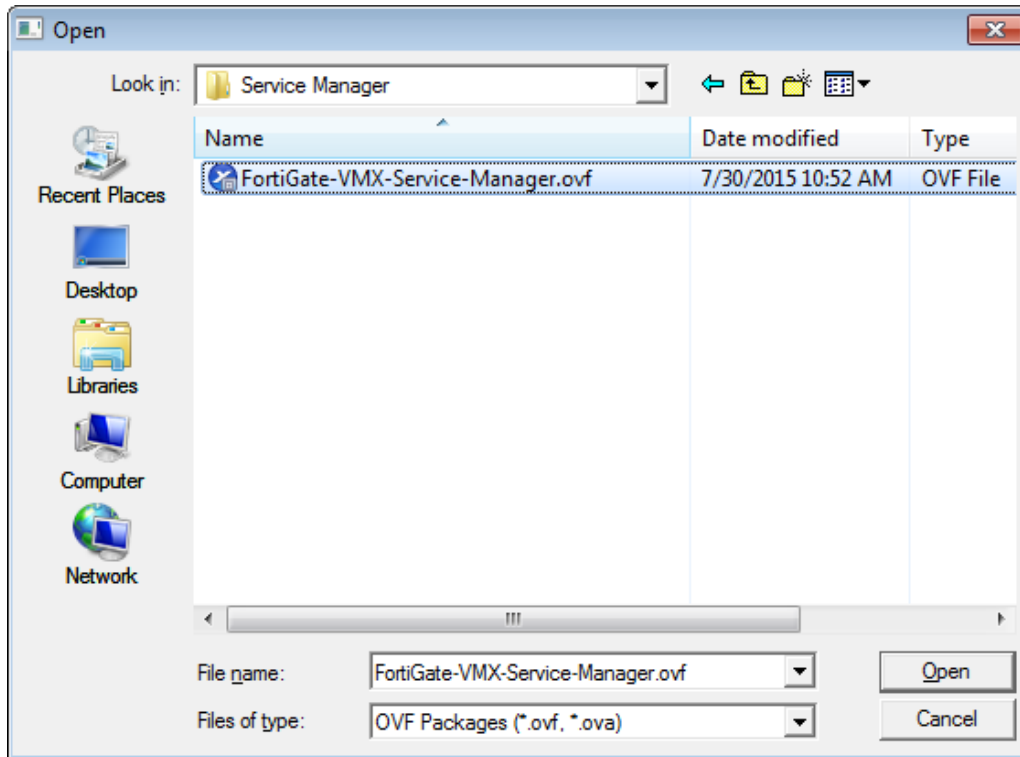 Open
Look in: Service Manager
Recent Places
Desktop
Libraries
Computer
Network
Name Date modified Type
FortiGate-VMX-Service-Manager.ovf 7/30/2015 10:52 AM OVF File
File name: FortiGate-VMX-Service-Manager.ovf Open
Files of type: OVF Packages (*.ovf, *.ova) Cancel